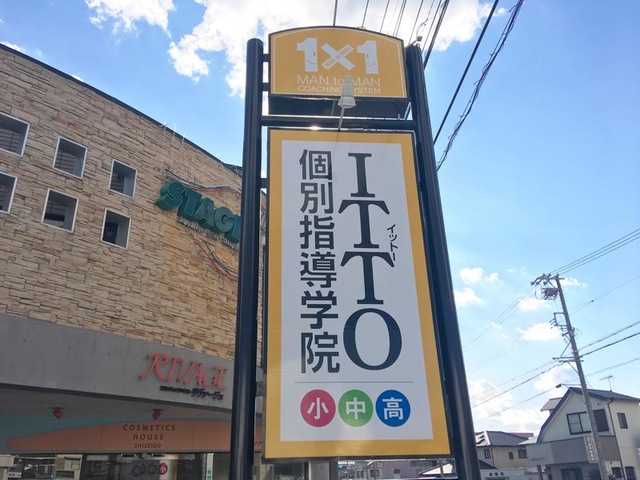 1×1
MAN to MAN
COACHING SYSTEM
ITTO
イットー
個別指導学院
小 中 高
STAGE
RIVAGE
COSMETICS
HOUSE
SHISEIDO